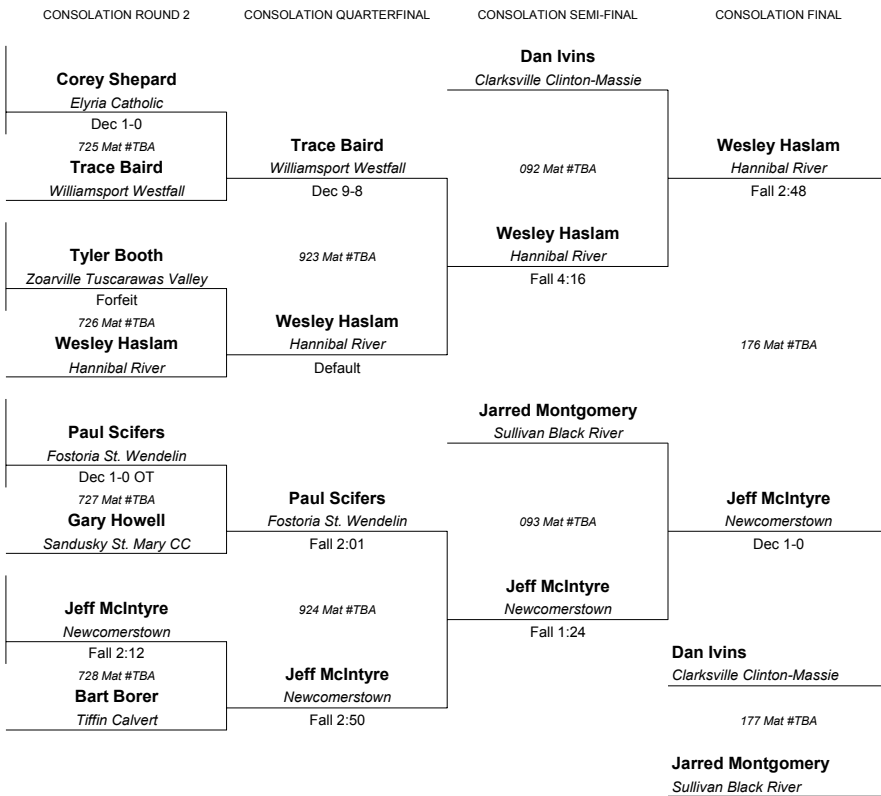 CONSOLATION ROUND 2
CONSOLATION QUARTERFINAL
CONSOLATION SEMI-FINAL
CONSOLATION FINAL
Corey Shepard
Elyria Catholic
Dec 1-0
725 Mat #TBA
Trace Baird
Williamsport Westfall
Tyler Booth
Zoarville Tuscarawas Valley
Forfeit
726 Mat #TBA
Wesley Haslam
Hannibal River
Paul Scifers
Fostoria St. Wendelin
Dec 1-0 OT
727 Mat #TBA
Gary Howell
Sandusky St. Mary CC
Jeff McIntyre
Newcomerstown
Fall 2:12
728 Mat #TBA
Bart Borer
Tiffin Calvert
Trace Baird
Williamsport Westfall
Dec 9-8
923 Mat #TBA
Wesley Haslam
Hannibal River
Default
Paul Scifers
Fostoria St. Wendelin
Fall 2:01
924 Mat #TBA
Jeff McIntyre
Newcomerstown
Fall 2:50
Dan Ivins
Clarksville Clinton-Massie
092 Mat #TBA
Wesley Haslam
Hannibal River
Fall 4:16
Jarred Montgomery
Sullivan Black River
093 Mat #TBA
Jeff McIntyre
Newcomerstown
Fall 1:24
Wesley Haslam
Hannibal River
Fall 2:48
176 Mat #TBA
Jeff McIntyre
Newcomerstown
Dec 1-0
Dan Ivins
Clarksville Clinton-Massie
177 Mat #TBA
Jarred Montgomery
Sullivan Black River